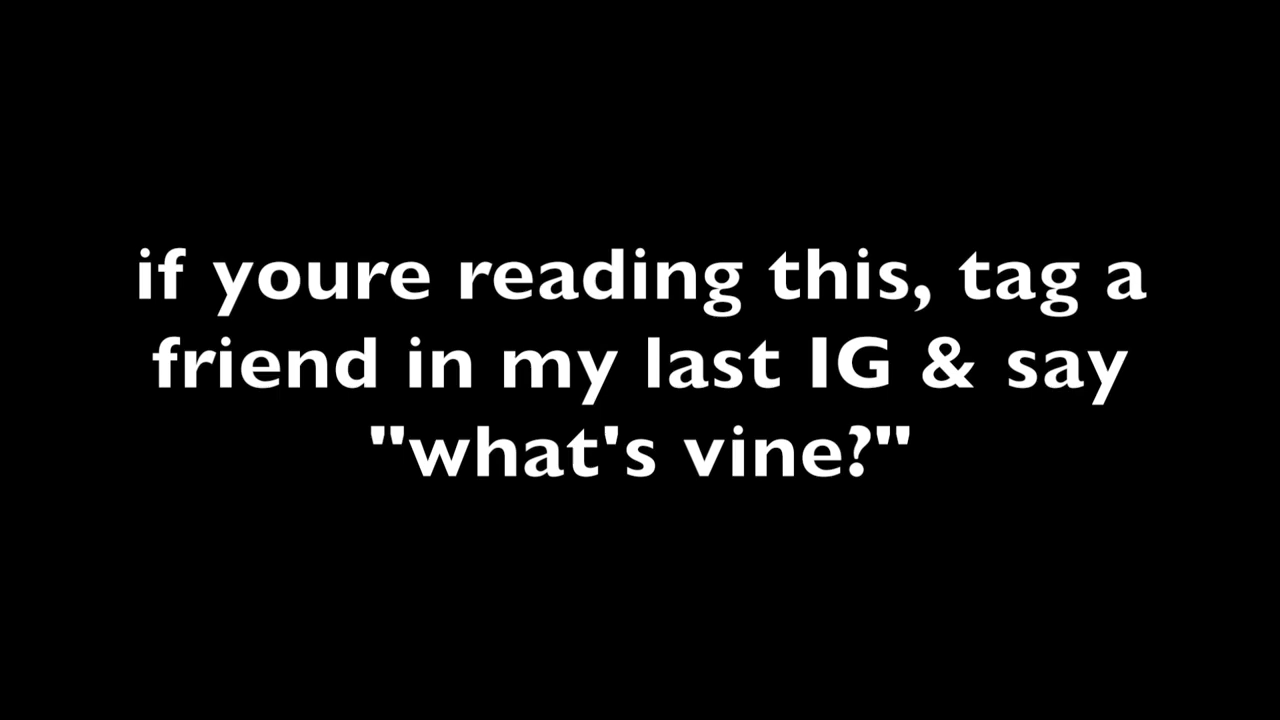 if youre reading this, tag a
friend in my last IG & say
"what's vine?"